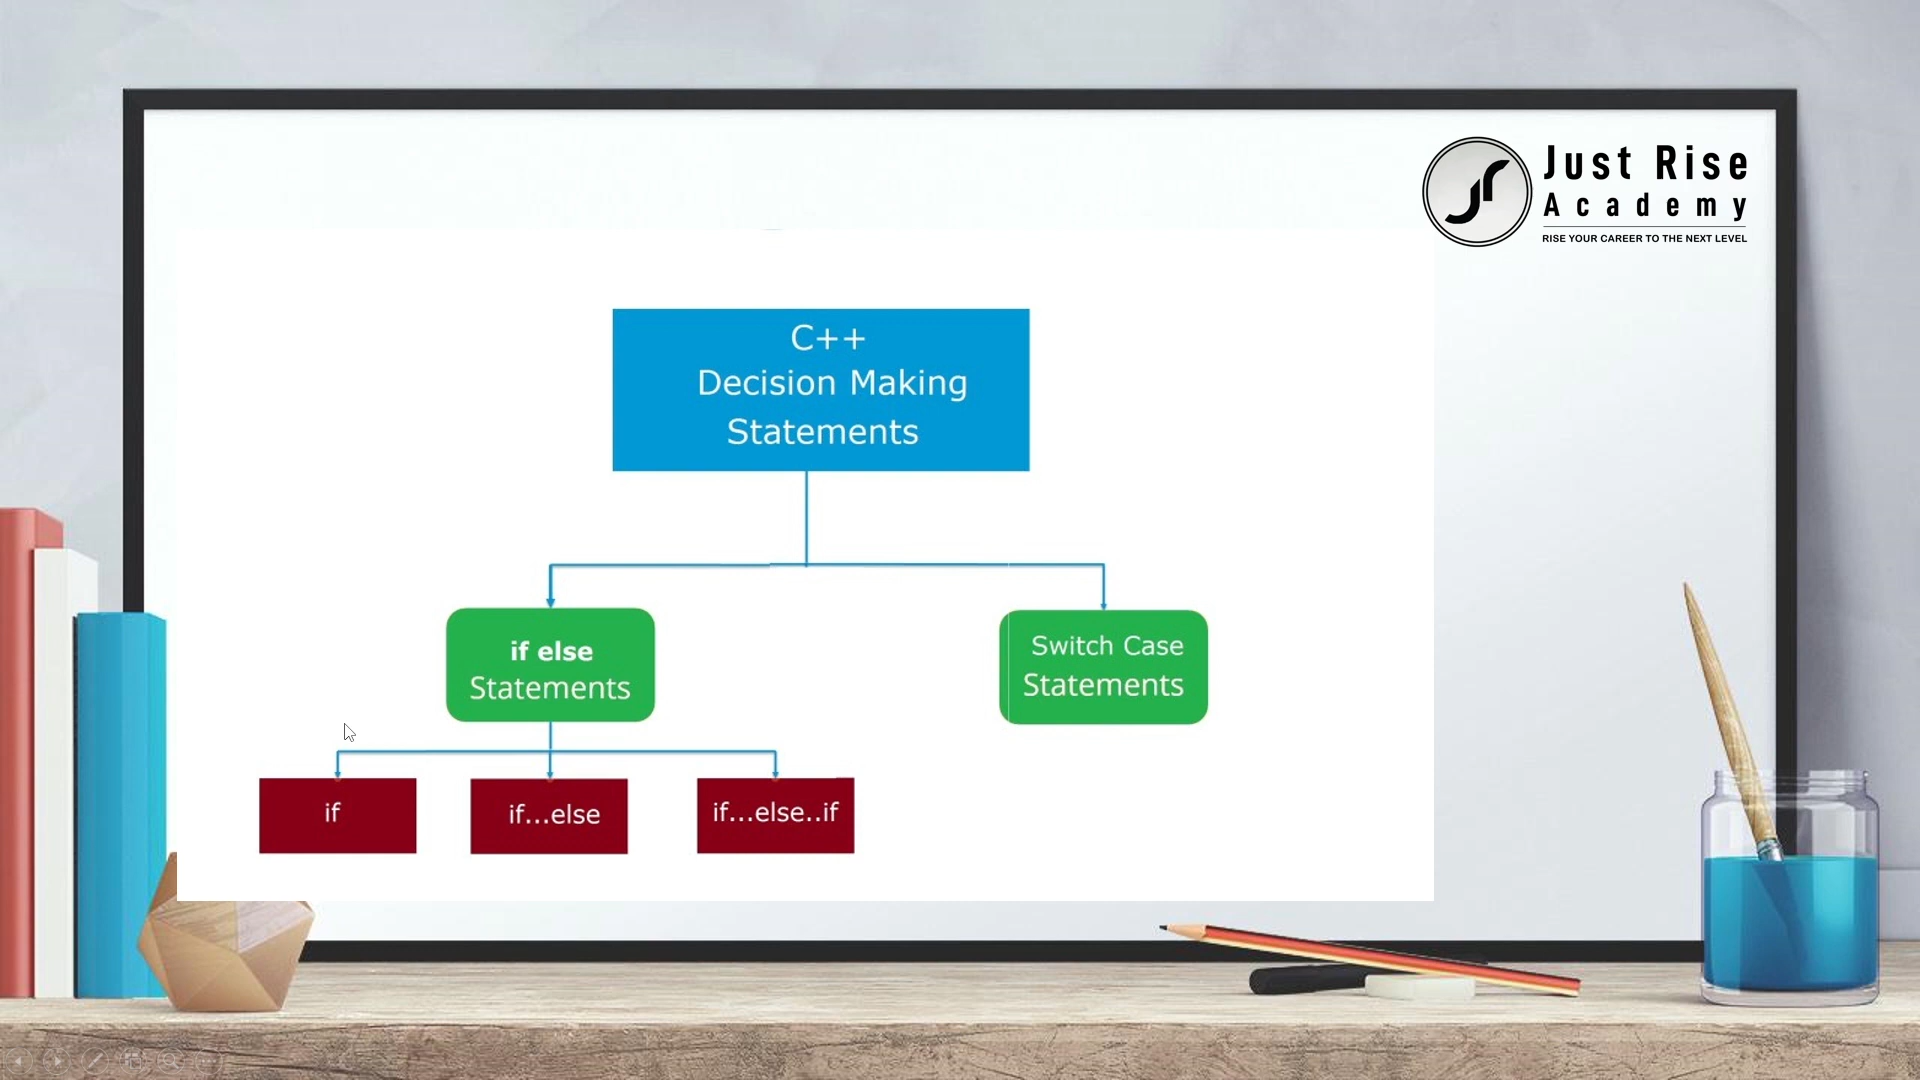 Just Rise
Academy
RISE YOUR CAREER TO THE NEXT LEVEL
C++
Decision Making
Statements
if else
Statements
Switch Case
Statements
if
if...else
if...else..if